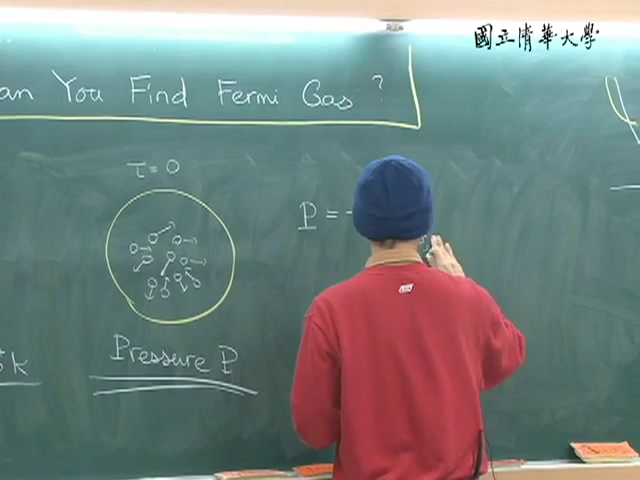 國立清華大學
an You Find Fermi Gas?
τ = 0
P = -
k
Pressure P